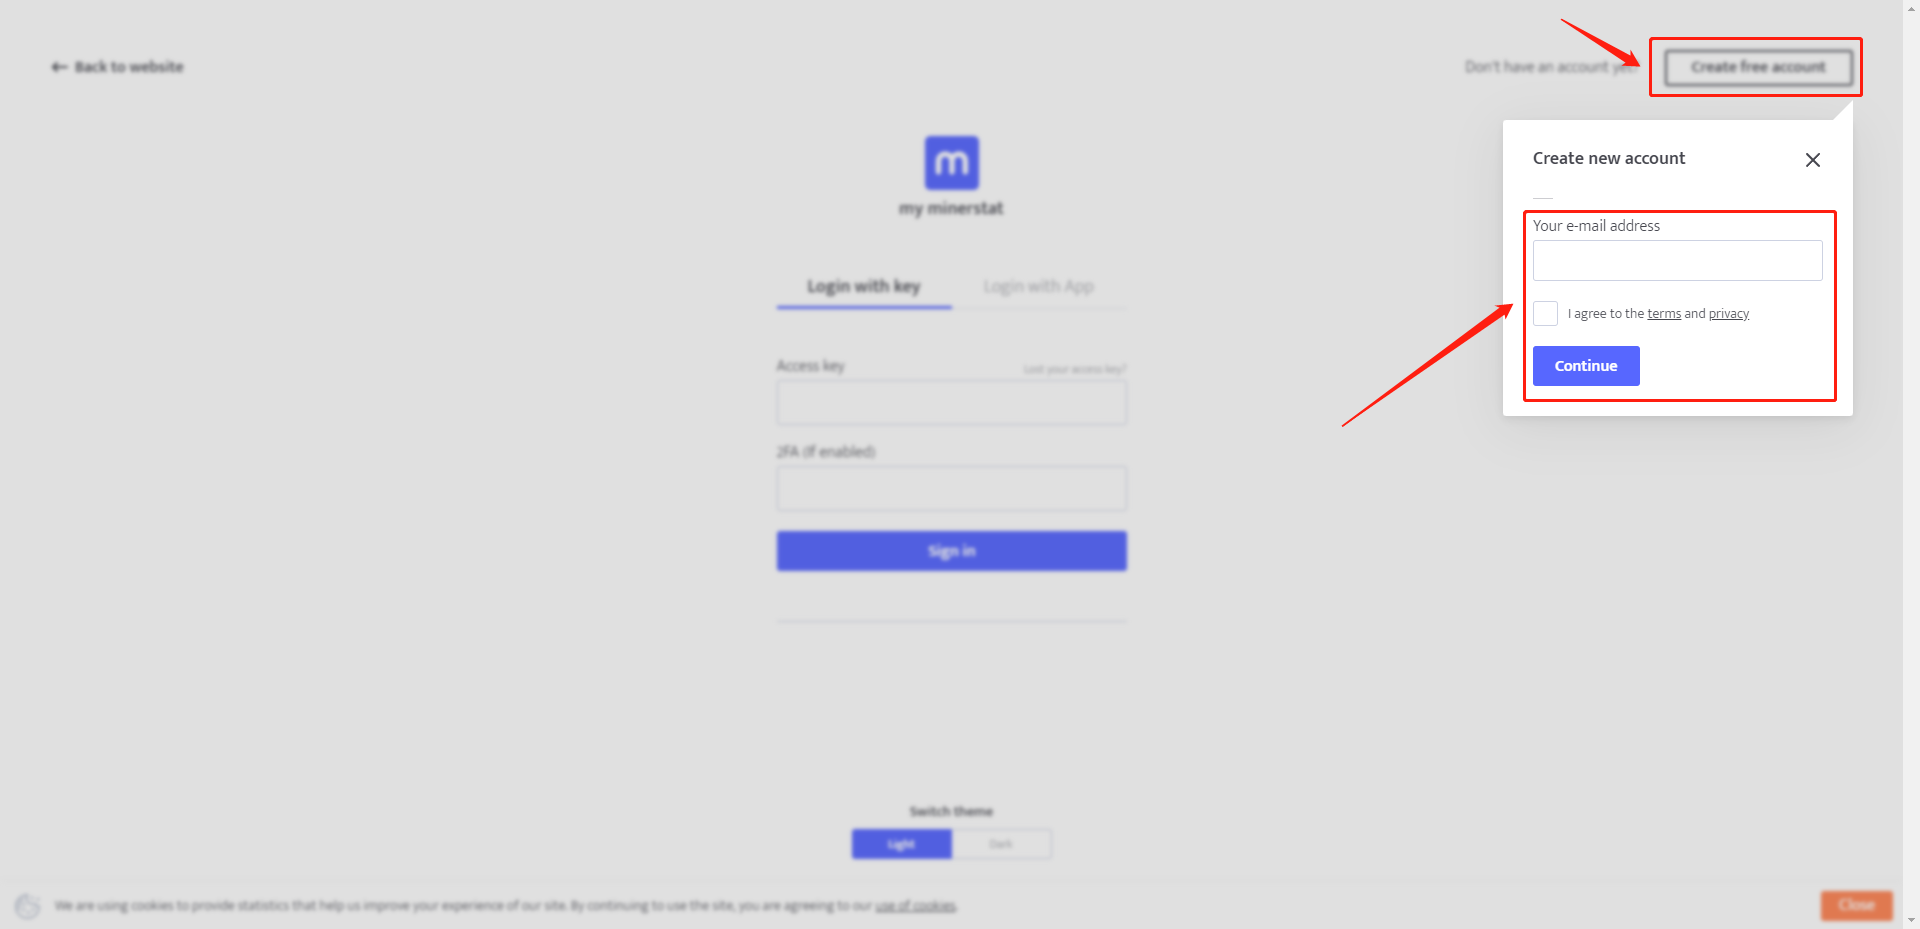 Back to website
Don't have an account yet?
Create free account
my minerstat
Create new account
Your e-mail address
I agree to the terms and privacy
Continue
Login with key
Login with App
Access key
Lost your access key?
2FA (If enabled)
Sign in
Switch theme
Light
Dark
We are using cookies to provide statistics that help us improve your experience of our site. By continuing to use the site, you are agreeing to our use of cookies.
Close